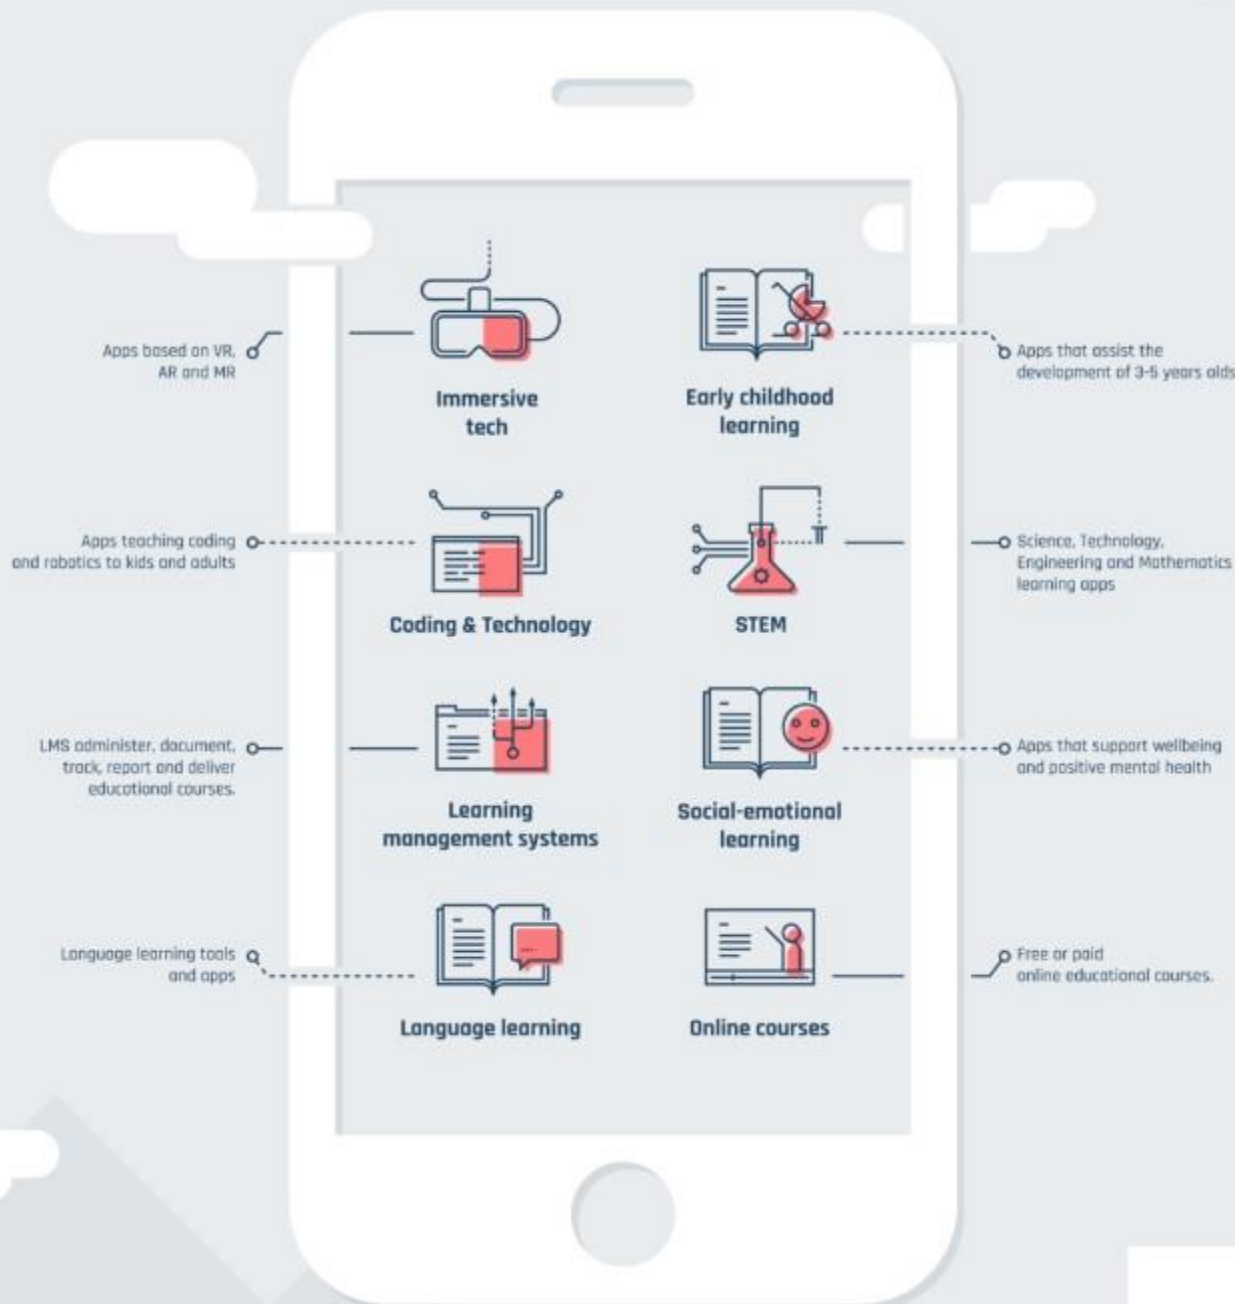 Apps based on VR,
AR and MR
Immersive
tech
Early childhood
learning
Apps that assist the
development of 3-5 years olds
Apps teaching coding
and robotics to kids and adults
Coding & Technology
STEM
Science, Technology,
Engineering and Mathematics
learning apps
LMS administer, document,
track, report and deliver
educational courses.
Learning
management systems
Social-emotional
learning
Apps that support wellbeing
and positive mental health
Language learning tools
and apps
Language learning
Online courses
Free or paid
online educational courses.